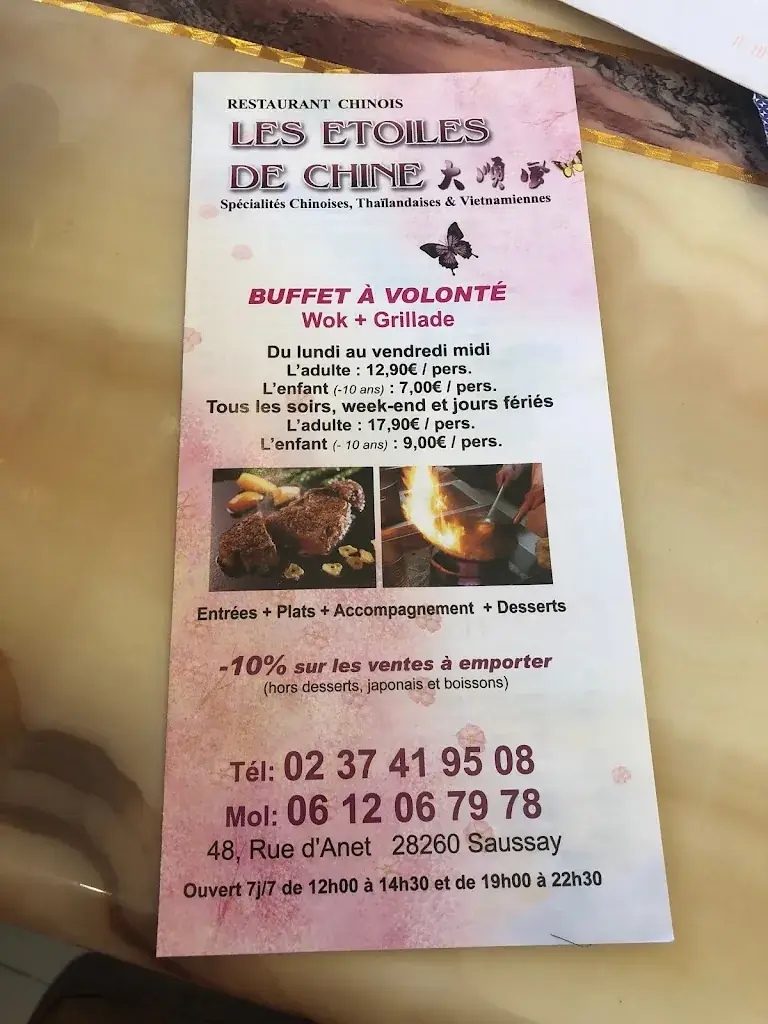 RESTAURANT CHINOIS
LES ETOILES
DE CHINE 大順
Spécialités Chinoises, Thaïlandaises & Vietnamiennes
BUFFET À VOLONTÉ
Wok + Grillade
Du lundi au vendredi midi
L'adulte : 12,90€ / pers.
L'enfant (-10 ans) : 7,00€ / pers.
Tous les soirs, week-end et jours fériés
L'adulte : 17,90€ / pers.
L'enfant (- 10 ans) : 9,00€ / pers.
Entrées + Plats + Accompagnement + Desserts
-10% sur les ventes à emporter
(hors desserts, japonais et boissons)
Tél: 02 37 41 95 08
Mol: 06 12 06 79 78
48, Rue d'Anet 28260 Saussay
Ouvert 7j/7 de 12h00 à 14h30 et de 19h00 à 22h30